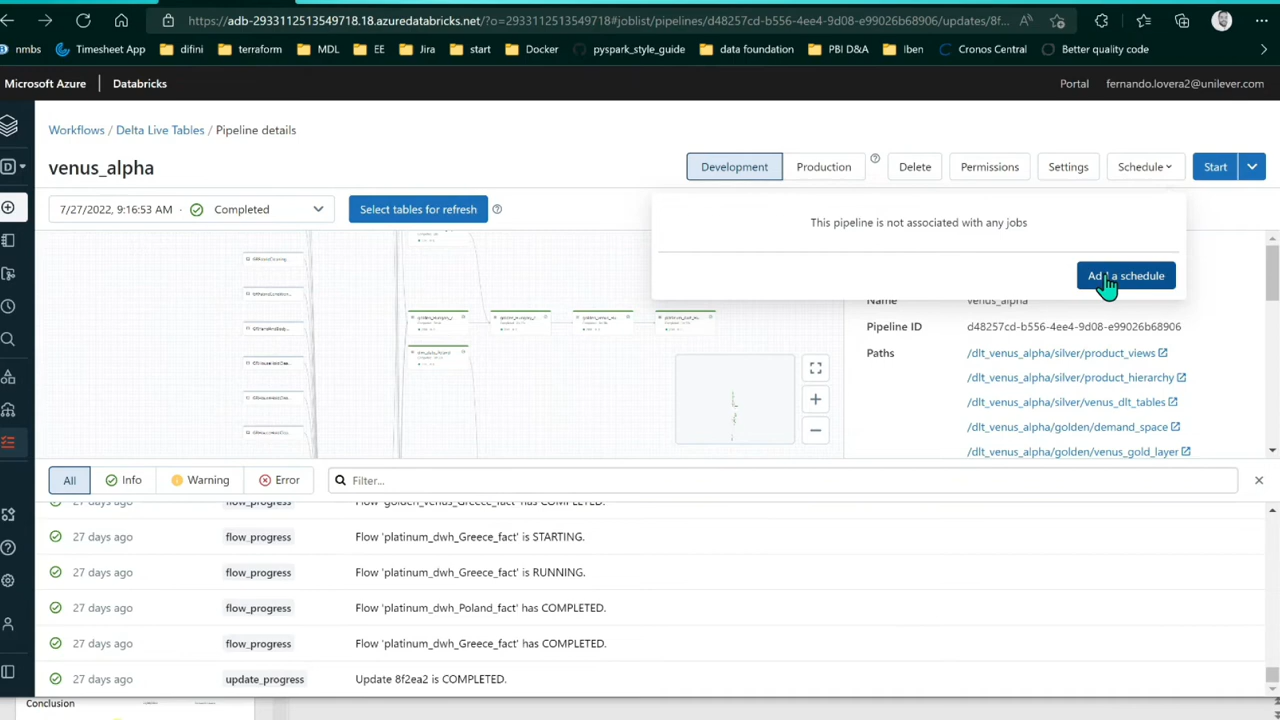 https://adb-2933112513549718.18.azuredatabricks.net/?o=2933112513549718#joblist/pipelines/d48257cd-b556-4ee4-9d08-e99026b68906/updates/8f...
nmbs Timesheet App difini terraform MDL EE Jira start Docker pyspark_style_guide data foundation PBI D&A Iben Cronos Central Better quality code
Microsoft Azure Databricks Portal fernando.lovera2@unilever.com
Workflows / Delta Live Tables / Pipeline details
venus_alpha Development Production Delete Permissions Settings Schedule Start
7/27/2022, 9:16:53 AM · Completed Select tables for refresh
This pipeline is not associated with any jobs
Add a schedule
Name venus_alpha
Pipeline ID d48257cd-b556-4ee4-9d08-e99026b68906
Paths /dlt_venus_alpha/silver/product_views
/dlt_venus_alpha/silver/product_hierarchy
/dlt_venus_alpha/silver/venus_dlt_tables
/dlt_venus_alpha/golden/demand_space
/dlt_venus_alpha/golden/venus_gold_layer
All Info Warning Error Filter...
flow_progress Flow 'golden_venus_Greece_fact' has COMPLETED.
27 days ago flow_progress Flow 'platinum_dwh_Greece_fact' is STARTING.
27 days ago flow_progress Flow 'platinum_dwh_Greece_fact' is RUNNING.
27 days ago flow_progress Flow 'platinum_dwh_Poland_fact' has COMPLETED.
27 days ago flow_progress Flow 'platinum_dwh_Greece_fact' has COMPLETED.
27 days ago update_progress Update 8f2ea2 is COMPLETED.
Conclusion